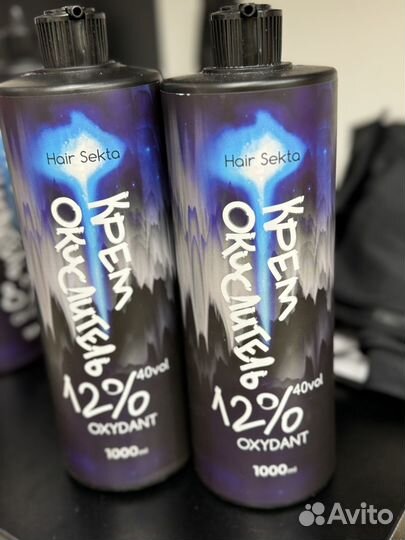 Hair Sekta
КРЕМ
ОКИСЛИТЕЛЬ
12% 40vol
OXYDANT
1000ml
Hair Sekta
КРЕМ
ОКИСЛИТЕЛЬ
12% 40vol
OXYDANT
1000ml
Avito